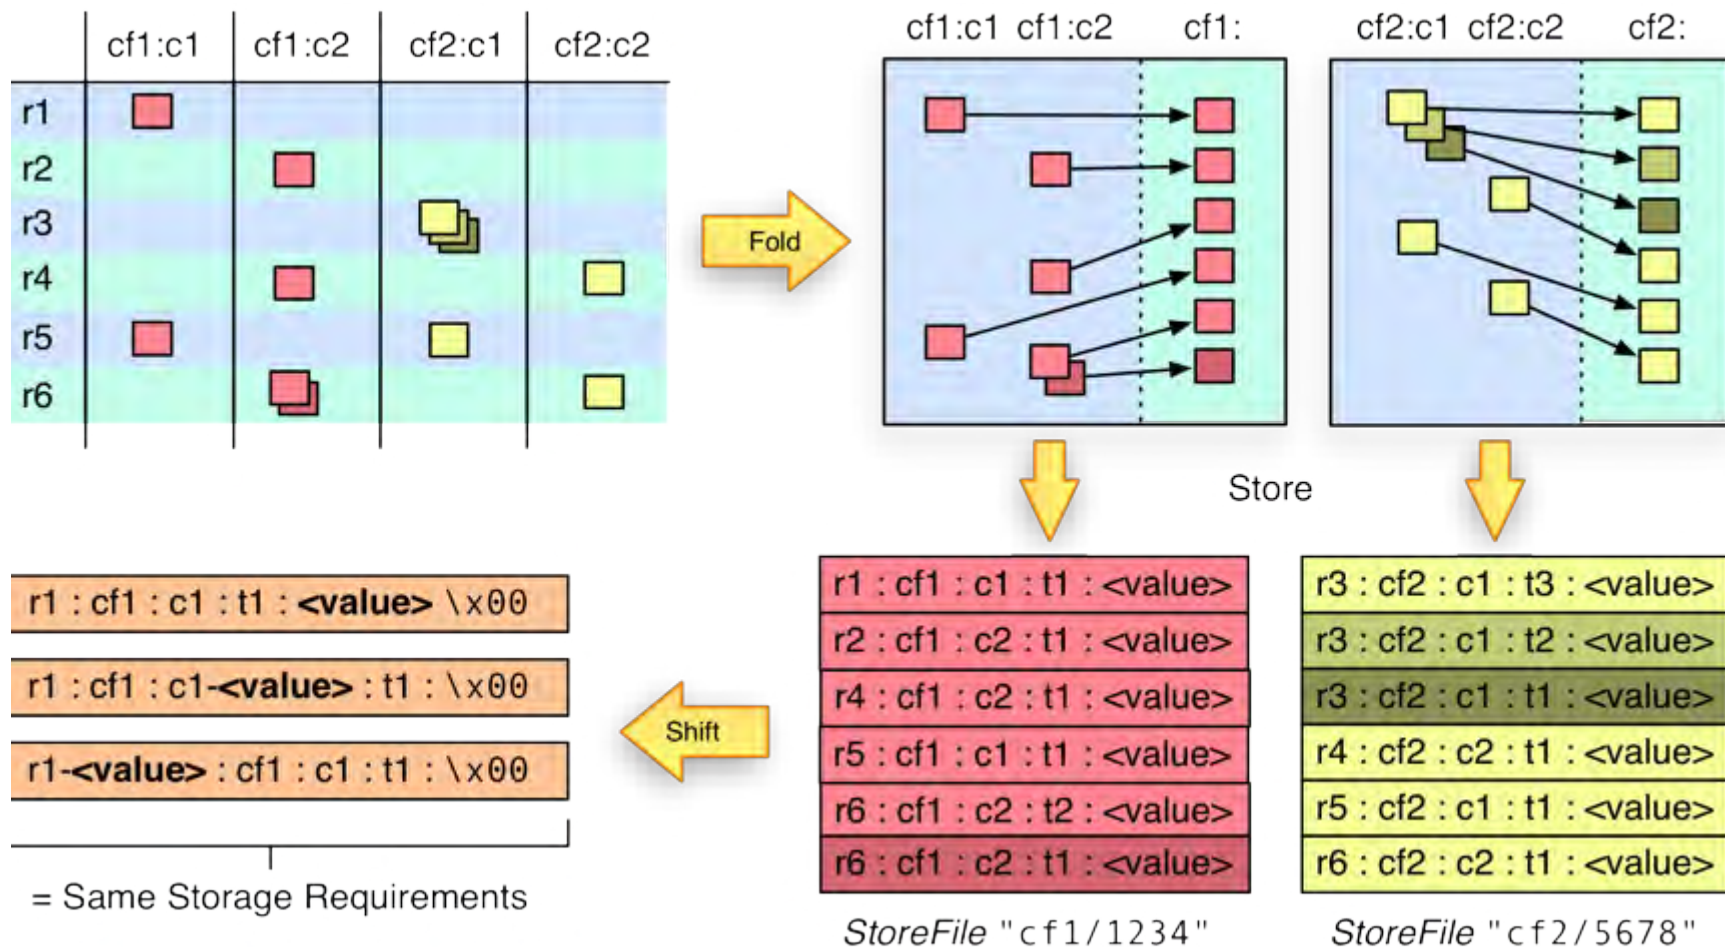 cf1:c1 cf1:c2 cf2:c1 cf2:c2
r1
r2
r3
r4
r5
r6
Fold
cf1:c1 cf1:c2 cf1:
cf2:c1 cf2:c2 cf2:
Store
r1 : cf1 : c1 : t1 : <value>
r2 : cf1 : c2 : t1 : <value>
r4 : cf1 : c2 : t1 : <value>
r5 : cf1 : c1 : t1 : <value>
r6 : cf1 : c2 : t2 : <value>
r6 : cf1 : c2 : t1 : <value>
StoreFile "cf1/1234"
r3 : cf2 : c1 : t3 : <value>
r3 : cf2 : c1 : t2 : <value>
r3 : cf2 : c1 : t1 : <value>
r4 : cf2 : c2 : t1 : <value>
r5 : cf2 : c1 : t1 : <value>
r6 : cf2 : c2 : t1 : <value>
StoreFile "cf2/5678"
Shift
r1 : cf1 : c1 : t1 : <value> \x00
r1 : cf1 : c1-<value> : t1 : \x00
r1-<value> : cf1 : c1 : t1 : \x00
= Same Storage Requirements